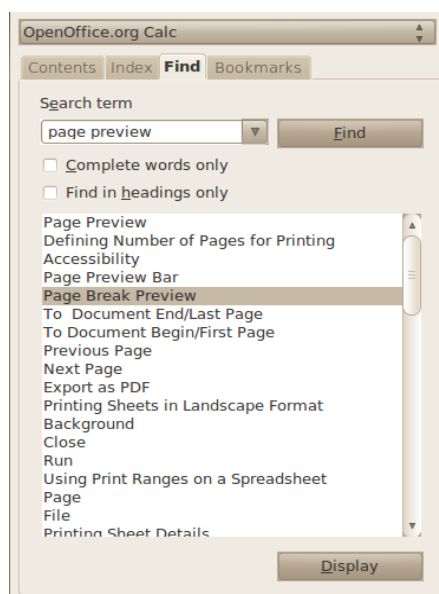 OpenOffice.org Calc
Contents Index Find Bookmarks
Search term
page preview Find
Complete words only
Find in headings only
Page Preview
Defining Number of Pages for Printing
Accessibility
Page Preview Bar
Page Break Preview
To Document End/Last Page
To Document Begin/First Page
Previous Page
Next Page
Export as PDF
Printing Sheets in Landscape Format
Background
Close
Run
Using Print Ranges on a Spreadsheet
Page
File
Printing Sheet Details
Display